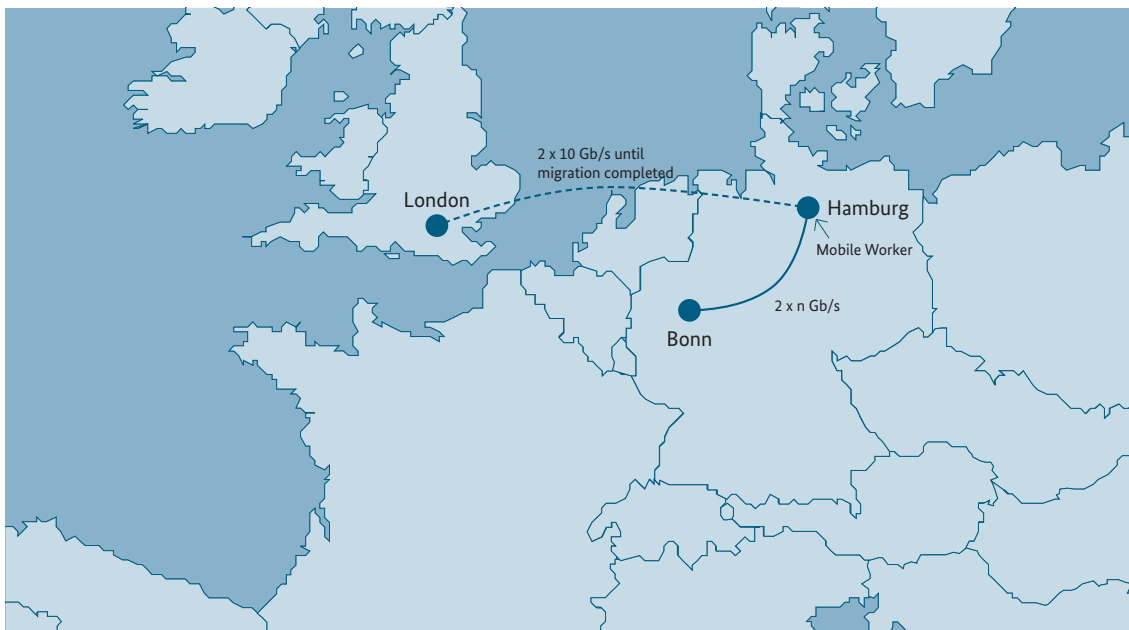 2 x 10 Gb/s until
migration completed
London
Hamburg
Mobile Worker
2 x n Gb/s
Bonn